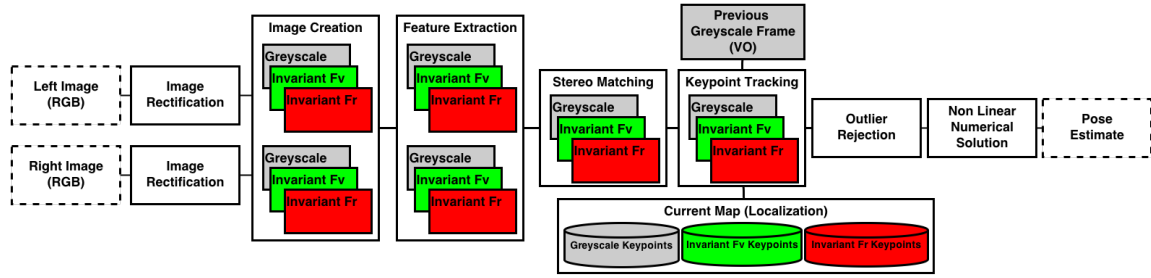 Left Image
(RGB)
Image
Rectification
Right Image
(RGB)
Image
Rectification
Image Creation
Greyscale
Invariant Fv
Invariant Fr
Greyscale
Invariant Fv
Invariant Fr
Feature Extraction
Greyscale
Invariant Fv
Invariant Fr
Greyscale
Invariant Fv
Invariant Fr
Stereo Matching
Greyscale
Invariant Fv
Invariant Fr
Previous
Greyscale Frame
(VO)
Keypoint Tracking
Greyscale
Invariant Fv
Invariant Fr
Current Map (Localization)
Greyscale Keypoints
Invariant Fv Keypoints
Invariant Fr Keypoints
Outlier
Rejection
Non Linear
Numerical
Solution
Pose
Estimate